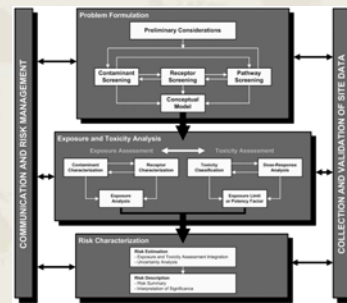 Problem Formulation
Preliminary Considerations
Contaminant
Screening
Receptor
Screening
Pathway
Screening
Conceptual
Model
Exposure and Toxicity Analysis
Exposure Assessment
Toxicity Assessment
Contaminant
Characterization
Receptor
Characterization
Toxicity
Classification
Dose-Response
Analysis
Exposure
Analysis
Exposure Limit
or Potency Factor
Risk Characterization
Risk Estimation
- Exposure and Toxicity Assessment Integration
- Uncertainty Analysis
Risk Description
- Risk Summary
- Interpretation of Significance
COMMUNICATION AND RISK MANAGEMENT
COLLECTION AND VALIDATION OF SITE DATA